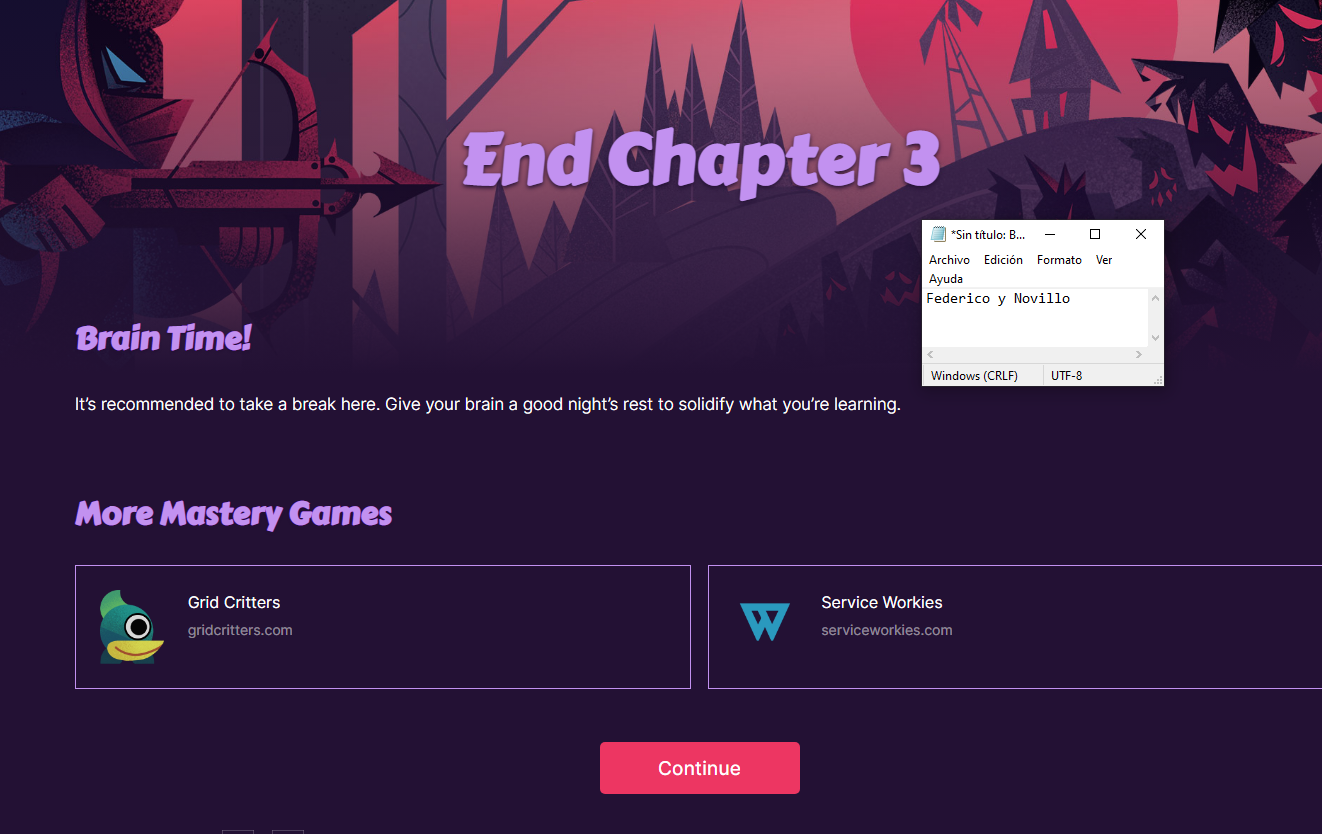 End Chapter 3
*Sin título: B...
Archivo Edición Formato Ver
Ayuda
Federico y Novillo
Windows (CRLF) UTF-8
Brain Time!
It’s recommended to take a break here. Give your brain a good night’s rest to solidify what you’re learning.
More Mastery Games
Grid Critters
gridcritters.com
Service Workies
serviceworkies.com
Continue